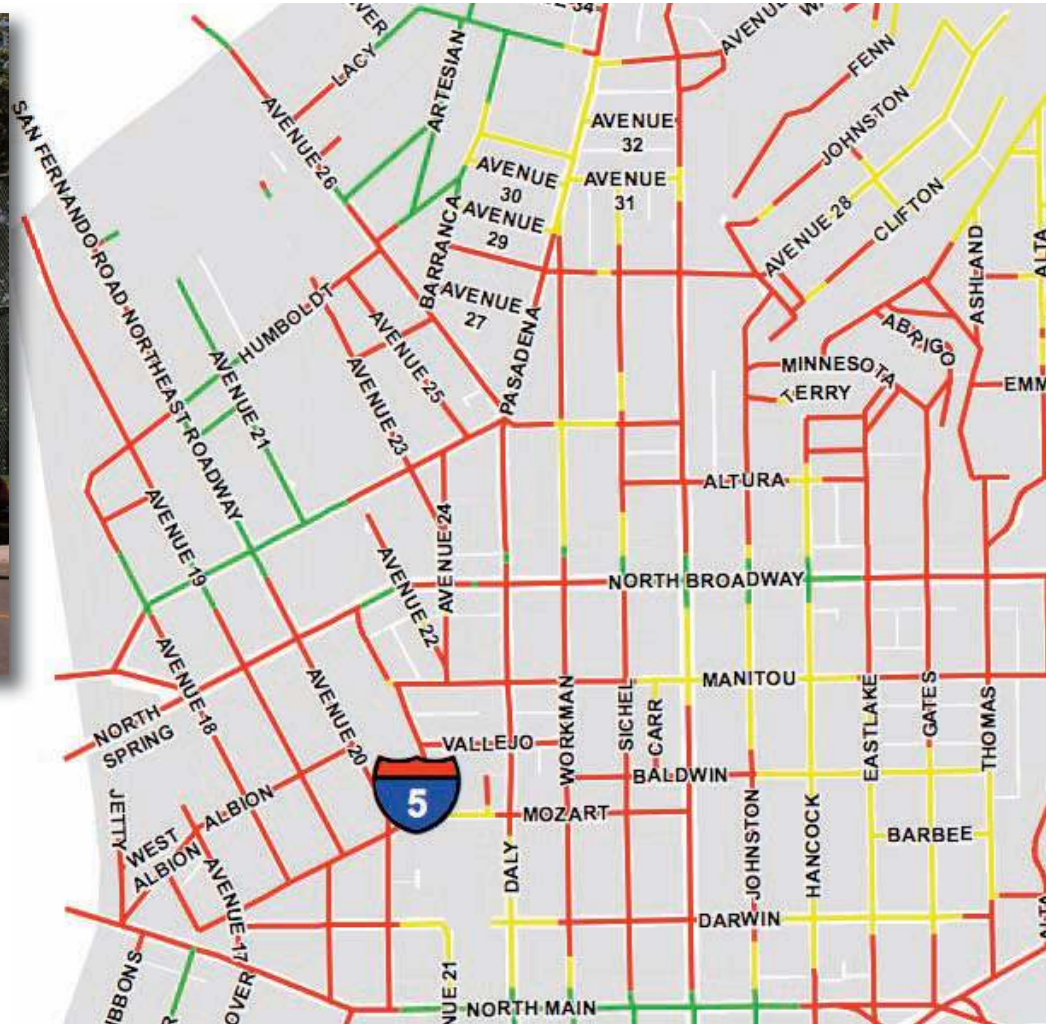 34
LACY
ARTESIAN
AVENUE
FENN
AVENUE 26
AVENUE
32
JOHNSTON
SAN FERNANDO ROAD NORTHEAST ROADWAY
AVENUE
30
AVENUE
31
AVENUE 28
CLIFTON
BARRANCA
AVENUE
29
ASHLAND
ALTA
HUMBOLDT
AVENUE
27
PASADENA
AVENUE 25
ABRIGO
AVENUE 21
AVENUE 23
MINNESOTA
TERRY
EMM
ALTURA
AVENUE 19
AVENUE 24
AVENUE 22
NORTH BROADWAY
AVENUE 18
AVENUE 20
MANITOU
NORTH
SPRING
WORKMAN
SICHEL
CARR
EASTLAKE
GATES
THOMAS
VALLEJO
BALDWIN
5
JETTY
ALBION
MOZART
WEST
ALBION
AVENUE 17
DALY
JOHNSTON
HANCOCK
BARBEE
DARWIN
ALTA
IBBONS
OVER
NUE 21
NORTH MAIN